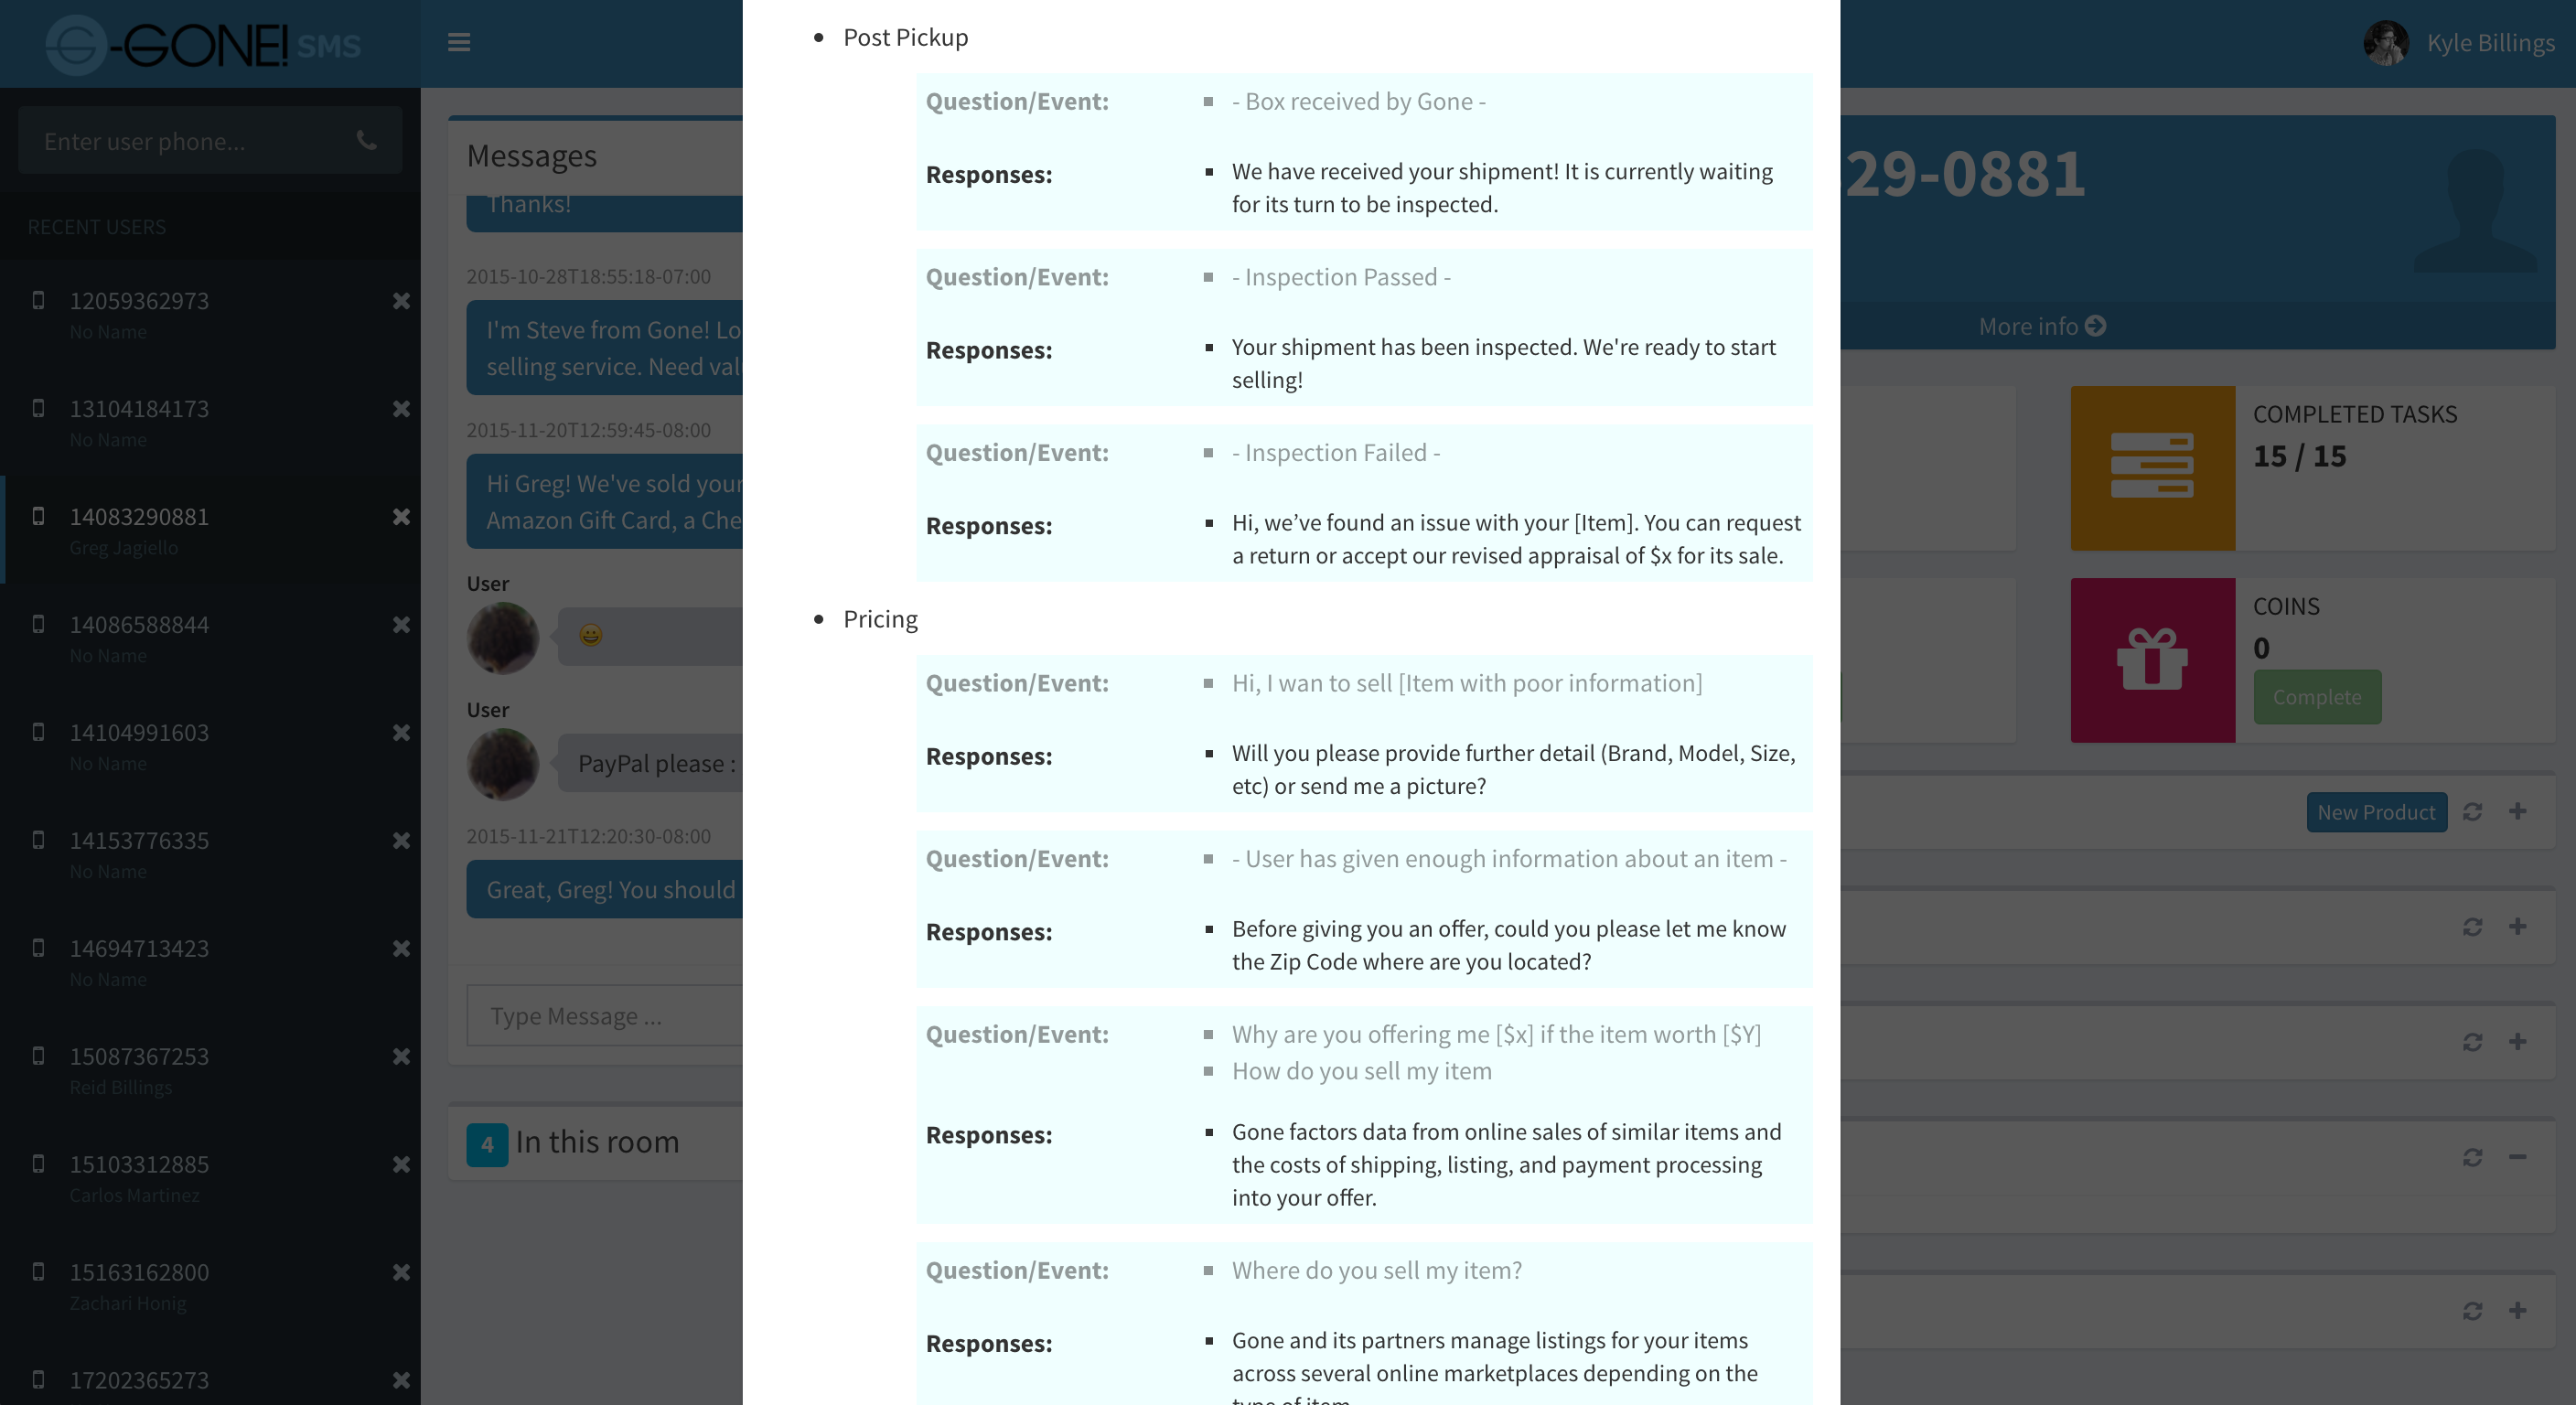 G-GONE! SMS
Kyle Billings
Enter user phone...
RECENT USERS
12059362973
No Name
13104184173
No Name
14083290881
Greg Jagiello
14086588844
No Name
14104991603
No Name
14153776335
No Name
14694713423
No Name
15087367253
Reid Billings
15103312885
Carlos Martinez
15163162800
Zachari Honig
17202365273
Messages
Thanks!
2015-10-28T18:55:18-07:00
I'm Steve from Gone! Lo
selling service. Need val
2015-11-20T12:59:45-08:00
Hi Greg! We've sold your
Amazon Gift Card, a Che
User
User
PayPal please :
2015-11-21T12:20:30-08:00
Great, Greg! You should
Type Message ...
4 In this room
Post Pickup
Question/Event:
- Box received by Gone -
Responses:
We have received your shipment! It is currently waiting
for its turn to be inspected.
Question/Event:
- Inspection Passed -
Responses:
Your shipment has been inspected. We're ready to start
selling!
Question/Event:
- Inspection Failed -
Responses:
Hi, we’ve found an issue with your [Item]. You can request
a return or accept our revised appraisal of $x for its sale.
Pricing
Question/Event:
Hi, I wan to sell [Item with poor information]
Responses:
Will you please provide further detail (Brand, Model, Size,
etc) or send me a picture?
Question/Event:
- User has given enough information about an item -
Responses:
Before giving you an offer, could you please let me know
the Zip Code where are you located?
Question/Event:
Why are you offering me [$x] if the item worth [$Y]
How do you sell my item
Responses:
Gone factors data from online sales of similar items and
the costs of shipping, listing, and payment processing
into your offer.
Question/Event:
Where do you sell my item?
Responses:
Gone and its partners manage listings for your items
across several online marketplaces depending on the
type of item
29-0881
More info
COMPLETED TASKS
15 / 15
COINS
0
Complete
New Product